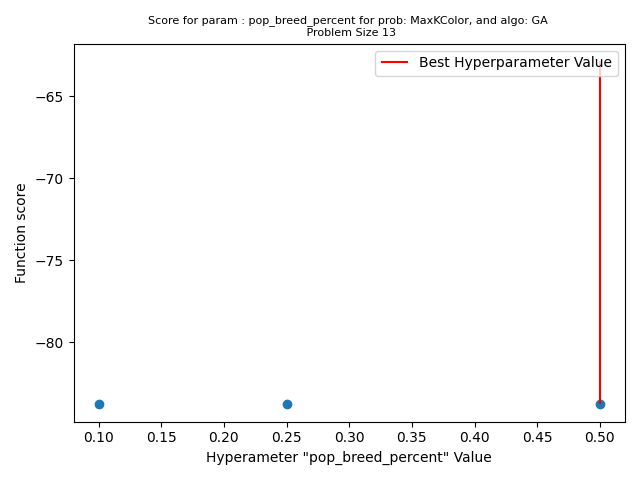 Score for param : pop_breed_percent for prob: MaxKColor, and algo: GA
Problem Size 13
Best Hyperparameter Value
Function score
−65
−70
−75
−80
0.10 0.15 0.20 0.25 0.30 0.35 0.40 0.45 0.50
Hyperameter "pop_breed_percent" Value